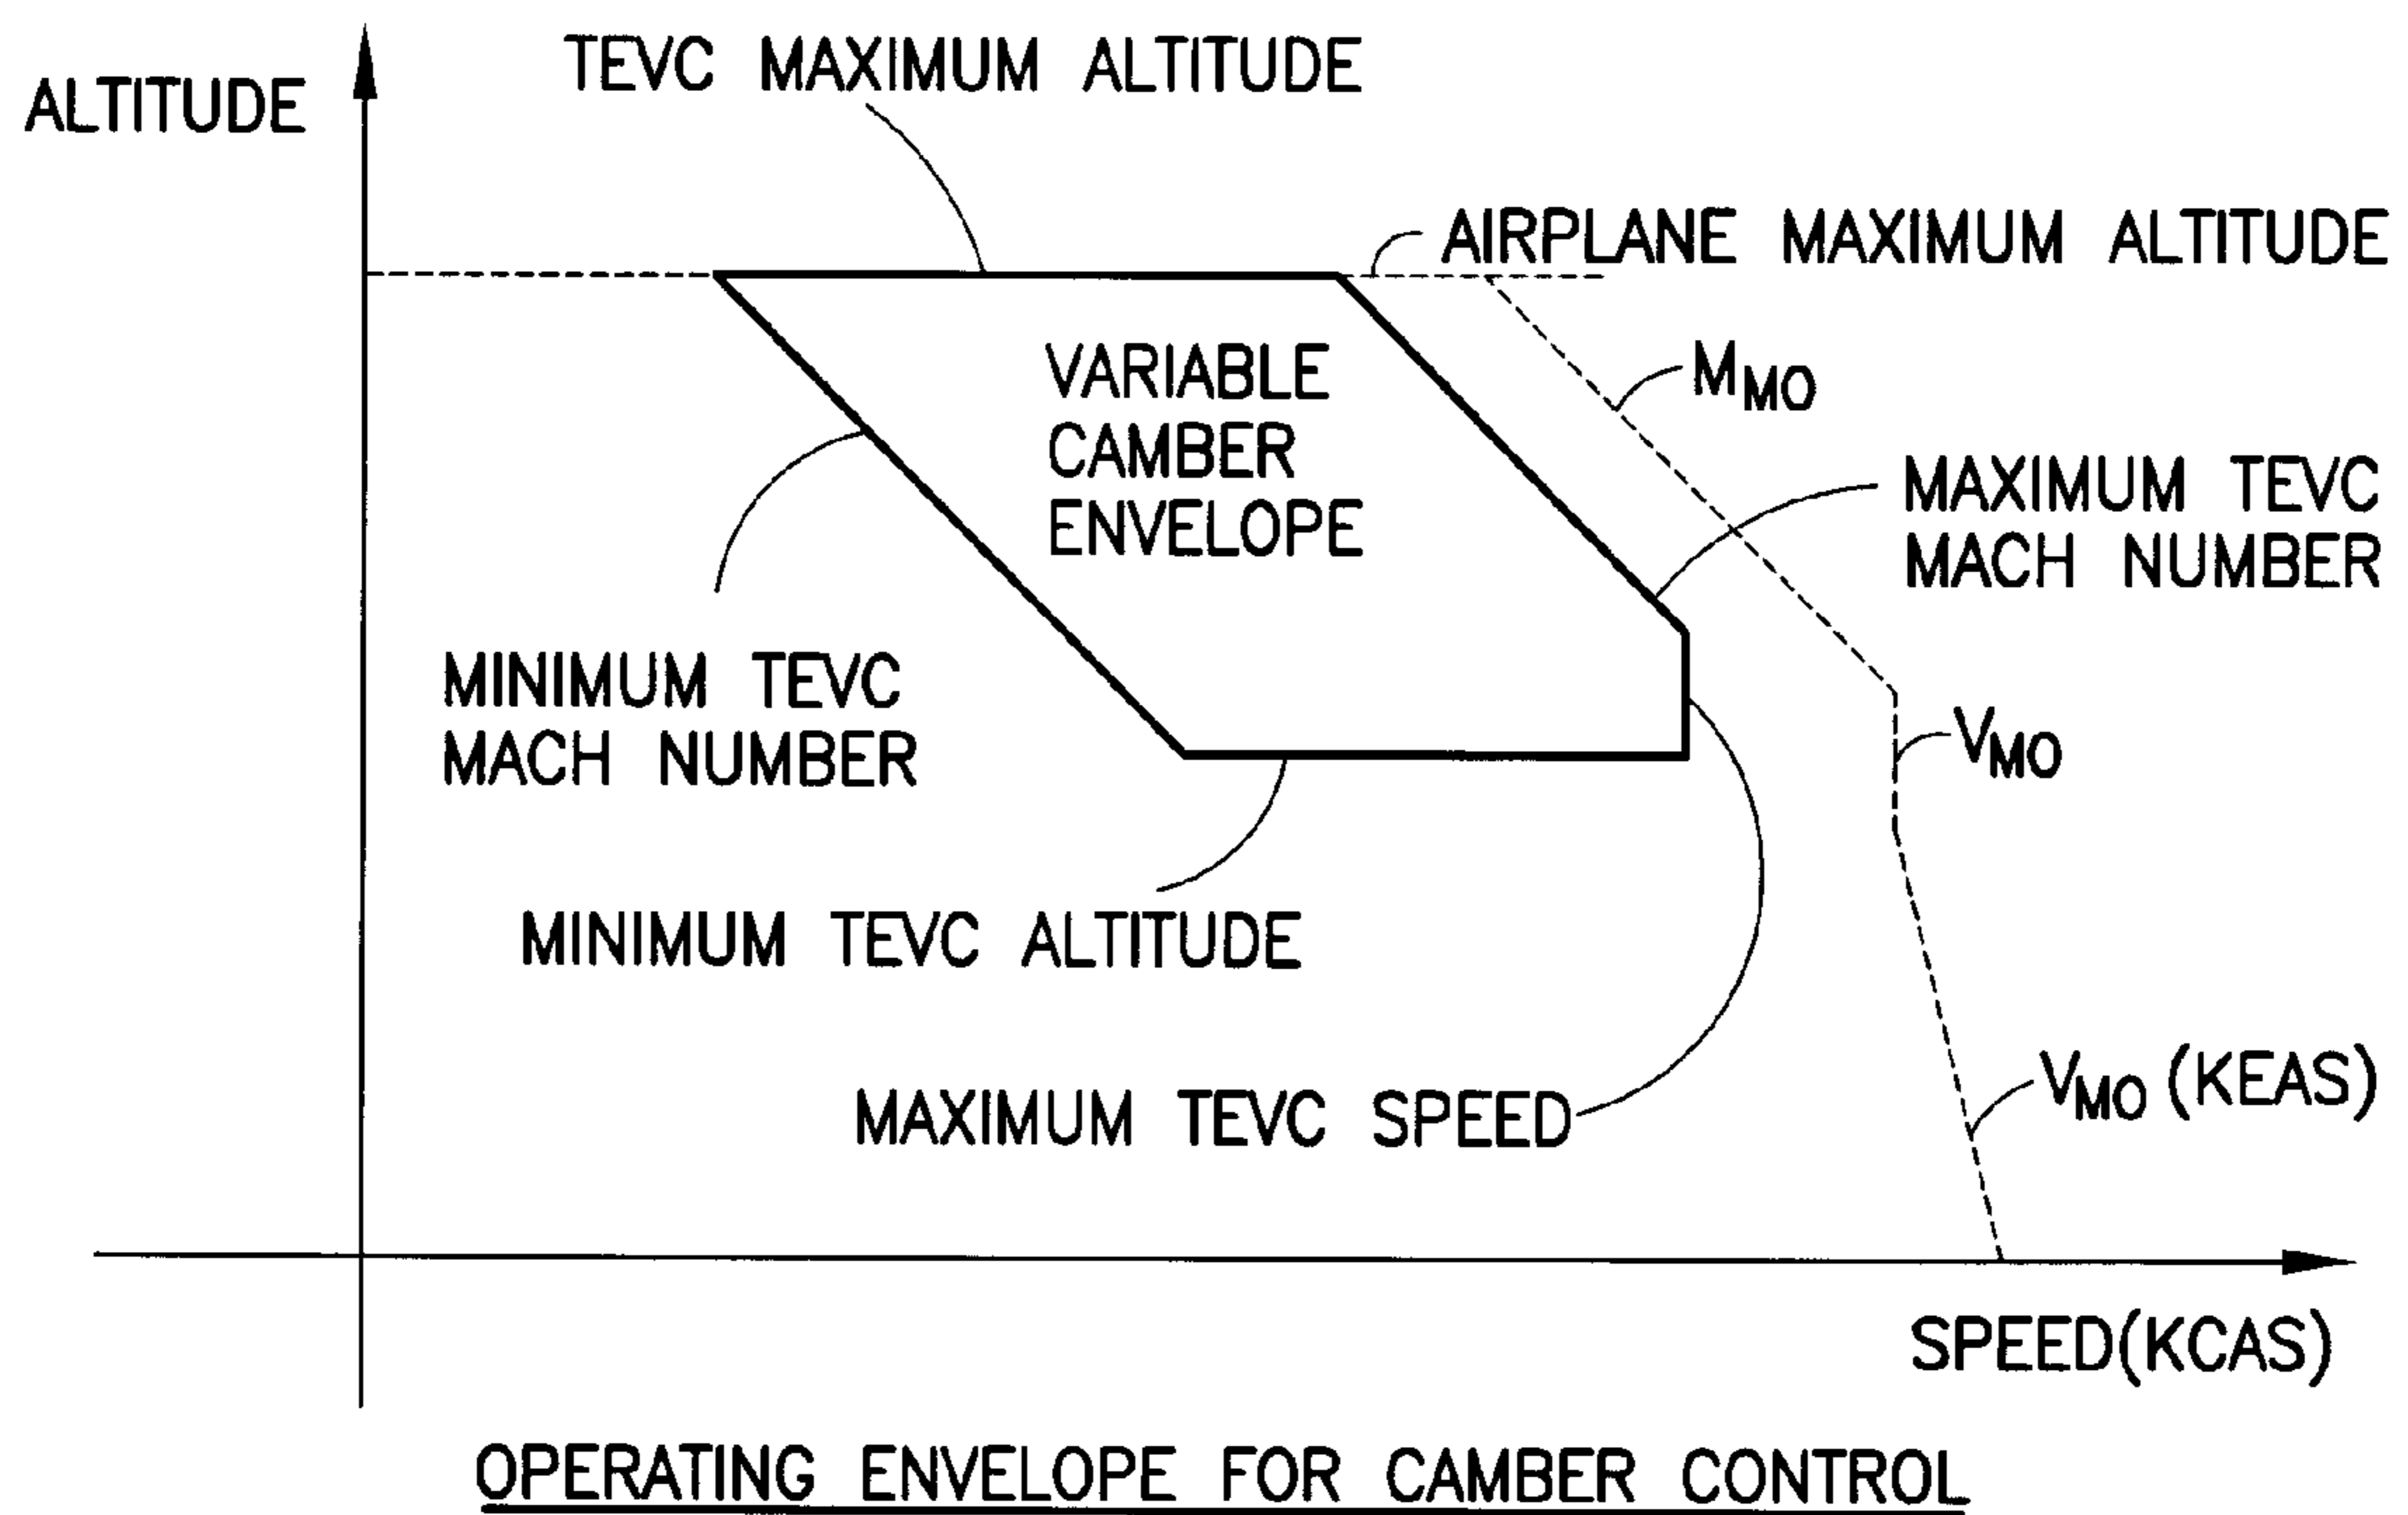 TEVC MAXIMUM ALTITUDE
ALTITUDE
AIRPLANE MAXIMUM ALTITUDE
VARIABLE
CAMBER
ENVELOPE
MMO
MAXIMUM TEVC
MACH NUMBER
MINIMUM TEVC
MACH NUMBER
VMO
MINIMUM TEVC ALTITUDE
MAXIMUM TEVC SPEED
VMO (KEAS)
SPEED(KCAS)
OPERATING ENVELOPE FOR CAMBER CONTROL